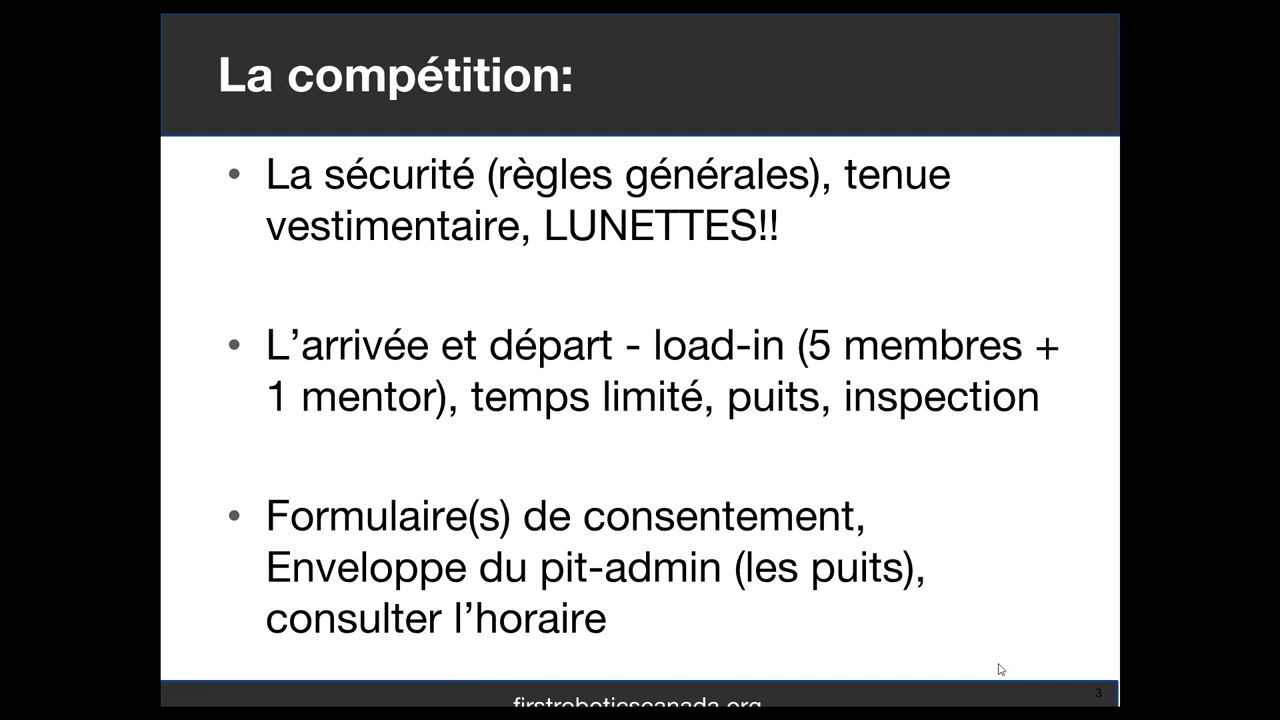 La compétition:
• La sécurité (règles générales), tenue
vestimentaire, LUNETTES!!
• L’arrivée et départ - load-in (5 membres +
1 mentor), temps limité, puits, inspection
• Formulaire(s) de consentement,
Enveloppe du pit-admin (les puits),
consulter l’horaire
firstroboticscanada.org
3